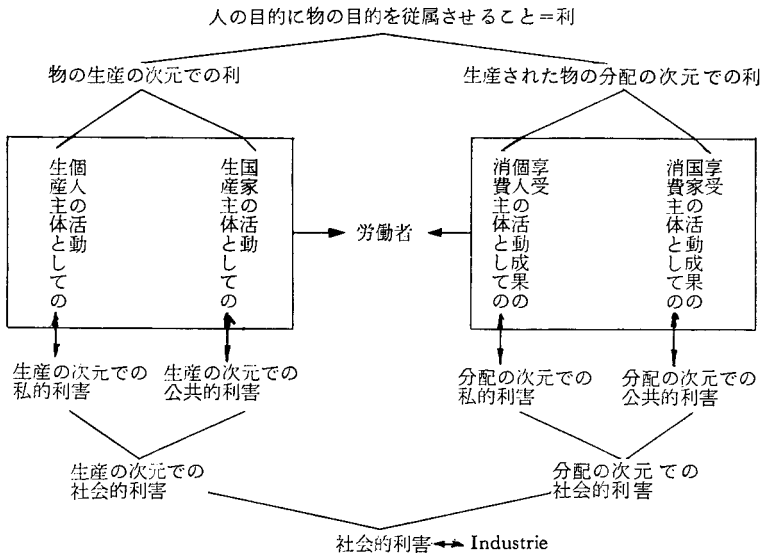 人の目的に物の目的を従属させること＝利
物の生産の次元での利
生産された物の分配の次元での利
生産主体としての
個人の活動
生産主体としての
国家の活動
労働者
消費主体としての
個人の活動成果の
享受
消費主体としての
国家の活動成果の
享受
生産の次元での
私的利害
生産の次元での
公共的利害
分配の次元での
私的利害
分配の次元での
公共的利害
生産の次元での
社会的利害
分配の次元での
社会的利害
社会的利害 ↔ Industrie